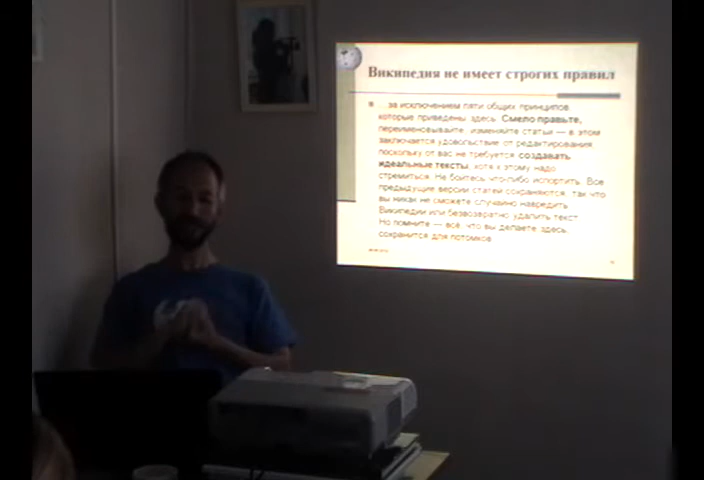 Википедия не имеет строгих правил
... за исключением пяти общих принципов,
которые приведены здесь. Смело правьте,
переименовывайте, изменяйте статьи — в этом
заключается удовольствие от редактирования,
поскольку от вас не требуется создавать
идеальные тексты, хотя к этому надо
стремиться. Не бойтесь что-либо испортить. Все
предыдущие версии статей сохраняются, так что
вы никак не сможете случайно навредить
Википедии или безвозвратно удалить текст.
Но помните — всё, что вы делаете здесь,
сохранится для потомков.